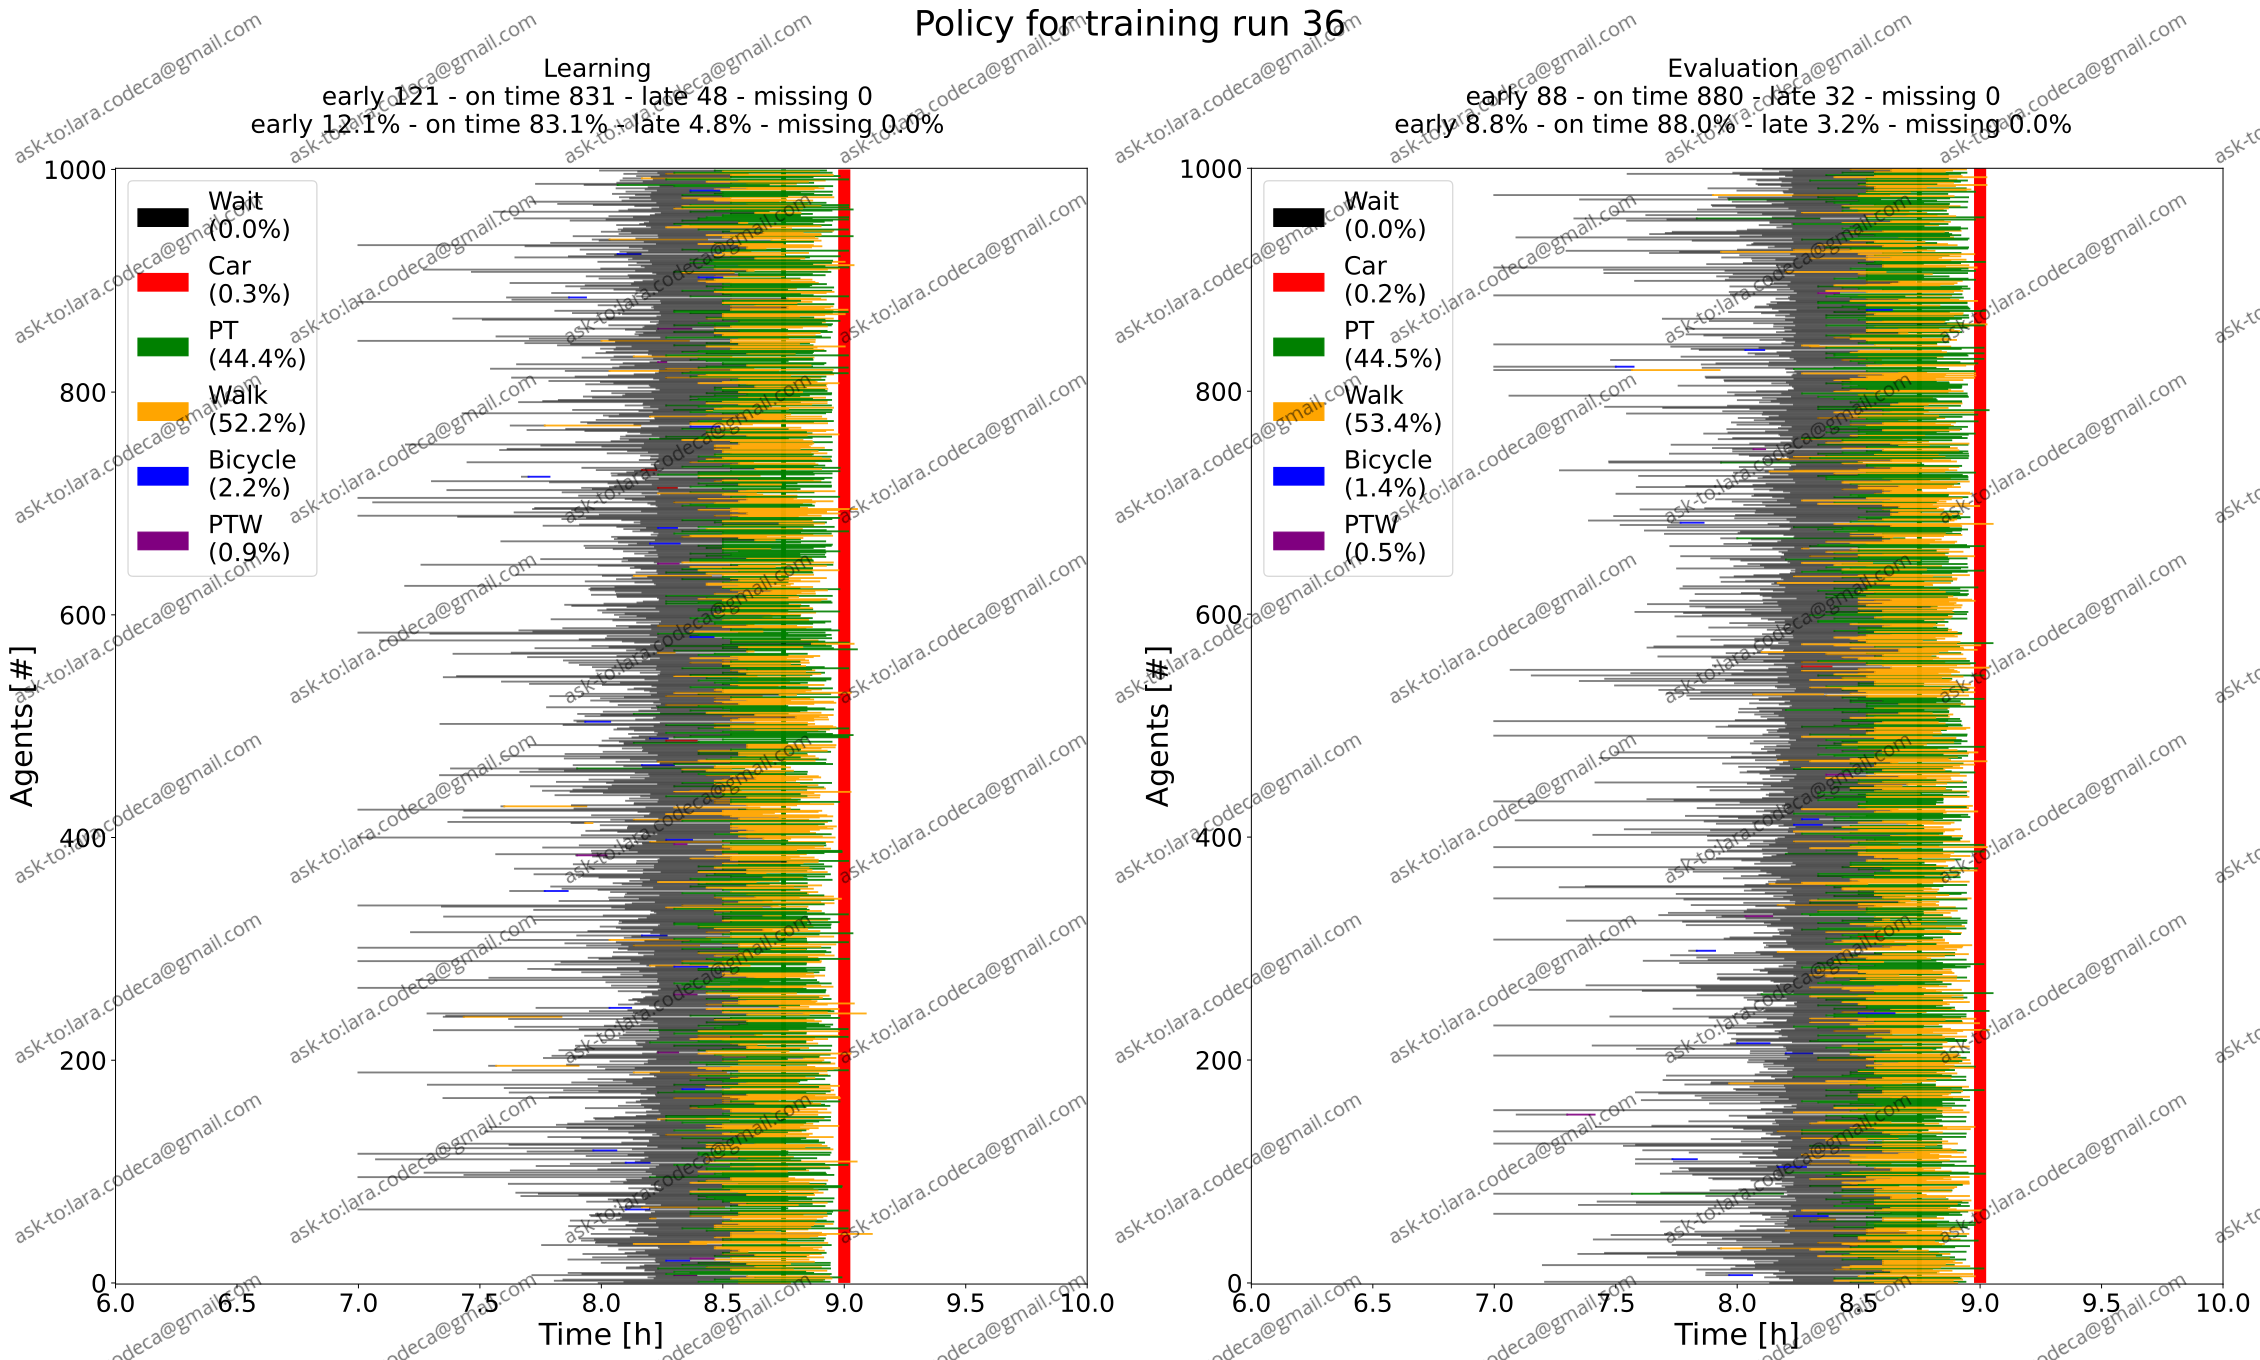 Policy for training run 36
Learning
early 121 - on time 831 - late 48 - missing 0
early 12.1% - on time 83.1% - late 4.8% - missing 0.0%
1000
800
600
400
200
0
Agents [#]
Wait
(0.0%)
Car
(0.3%)
PT
(44.4%)
Walk
(52.2%)
Bicycle
(2.2%)
PTW
(0.9%)
6.0 6.5 7.0 7.5 8.0 8.5 9.0 9.5 10.0
Time [h]
Evaluation
early 88 - on time 880 - late 32 - missing 0
early 8.8% - on time 88.0% - late 3.2% - missing 0.0%
1000
800
600
400
200
0
Agents [#]
Wait
(0.0%)
Car
(0.2%)
PT
(44.5%)
Walk
(53.4%)
Bicycle
(1.4%)
PTW
(0.5%)
6.0 6.5 7.0 7.5 8.0 8.5 9.0 9.5 10.0
Time [h]
ask-to:lara.codeca@gmail.com